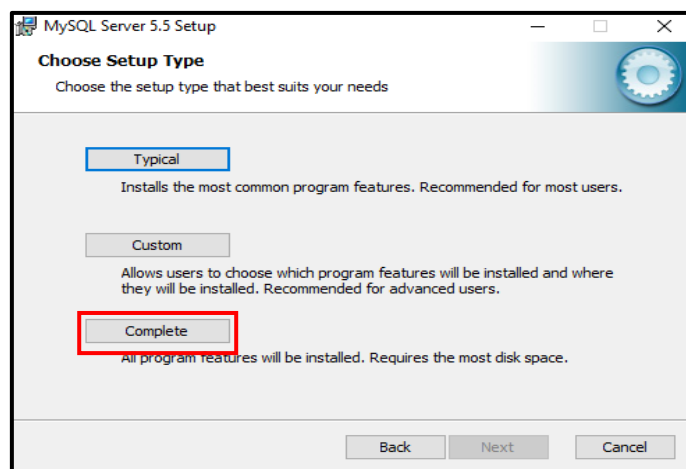 MySQL Server 5.5 Setup
Choose Setup Type
Choose the setup type that best suits your needs
Typical
Installs the most common program features. Recommended for most users.
Custom
Allows users to choose which program features will be installed and where
they will be installed. Recommended for advanced users.
Complete
All program features will be installed. Requires the most disk space.
Back Next Cancel